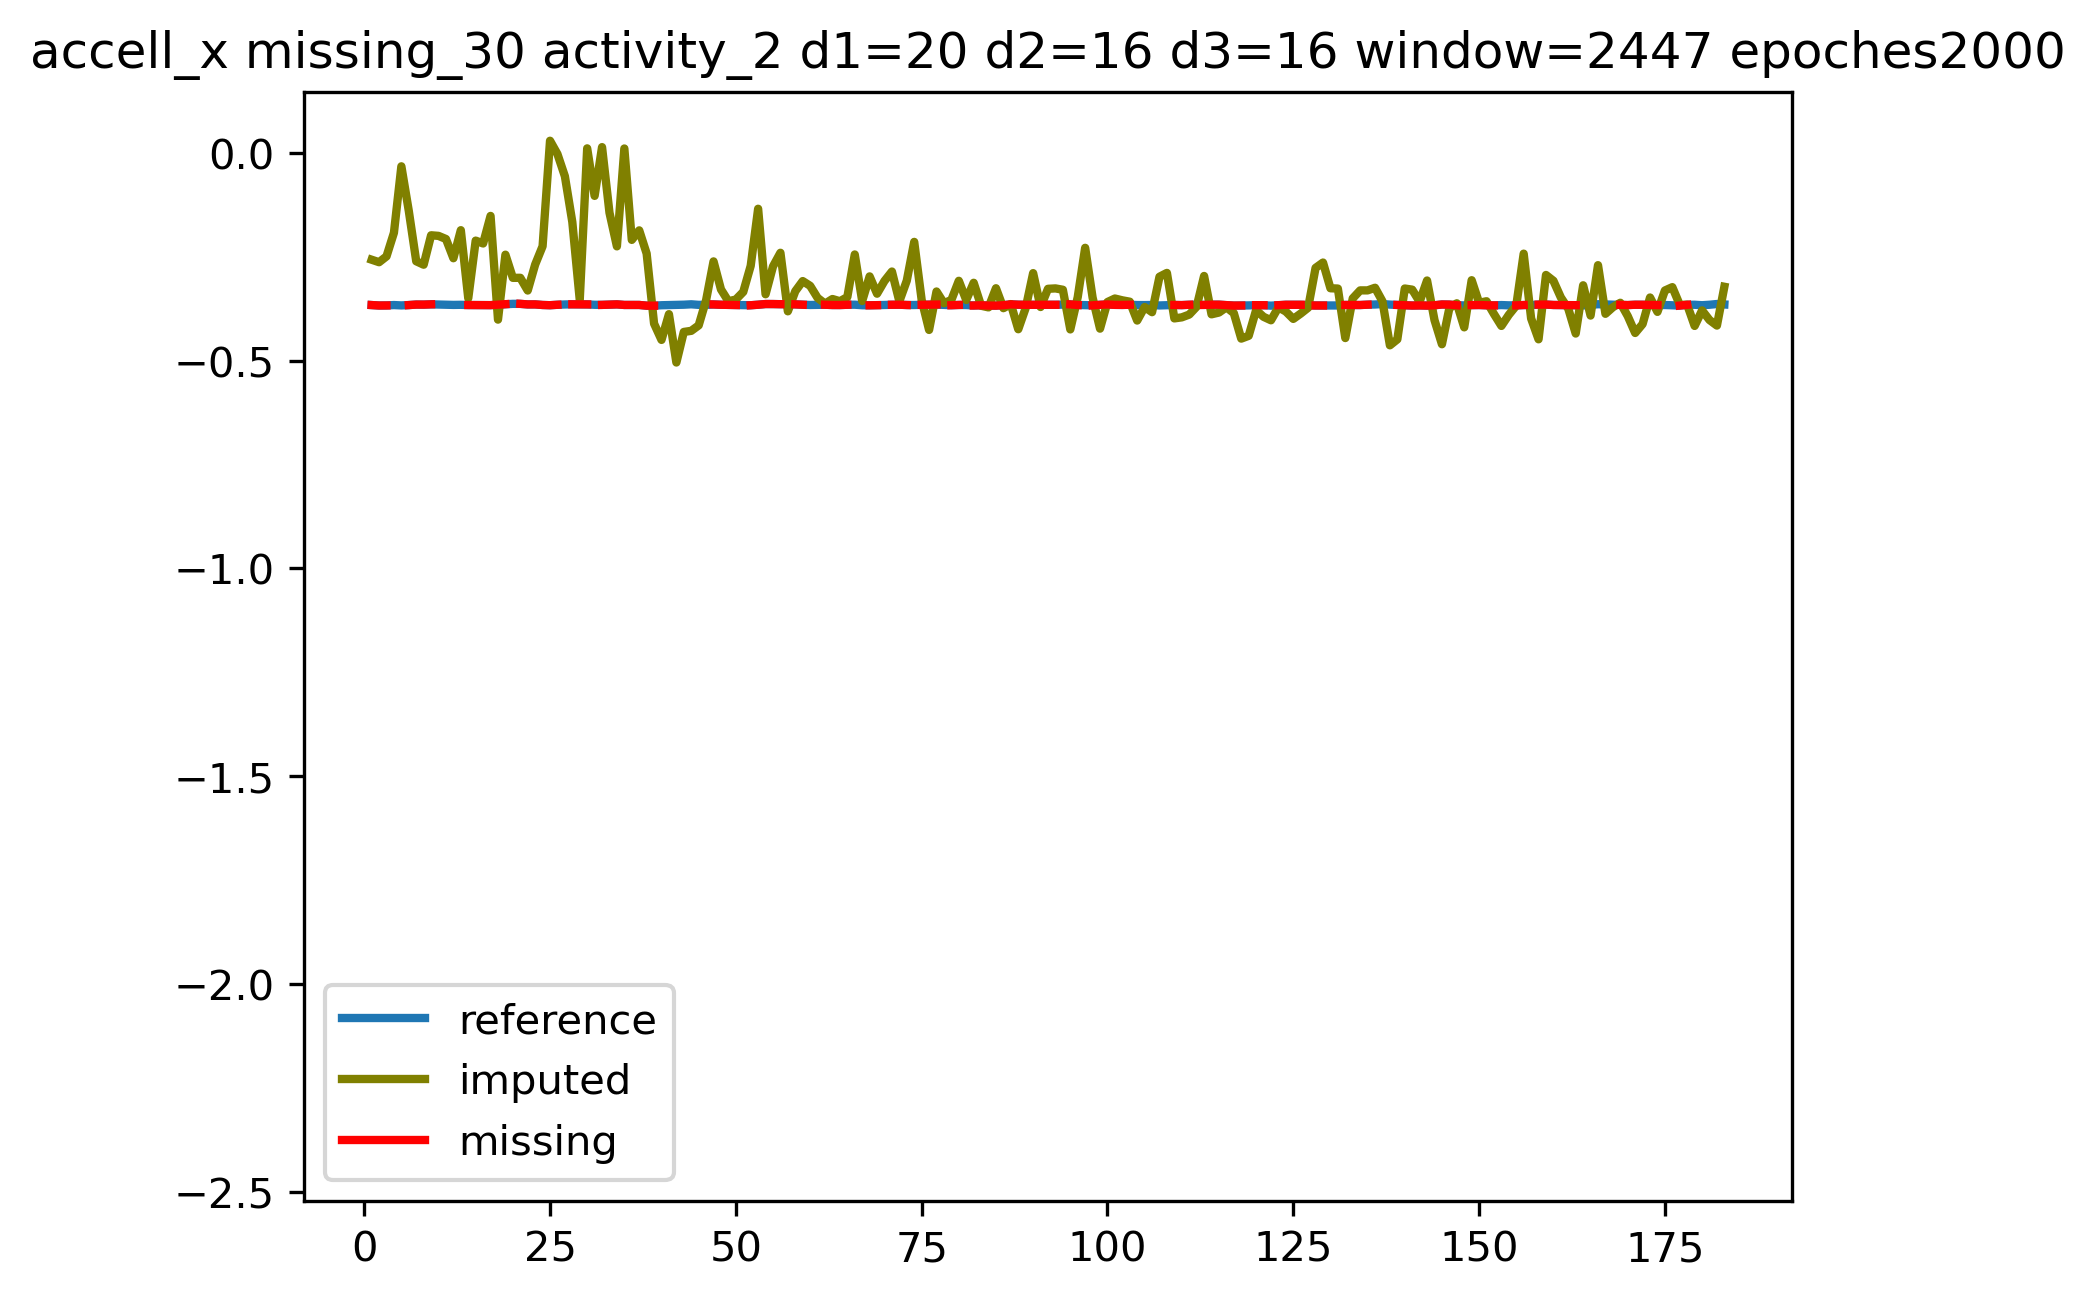 accell_x missing_30 activity_2 d1=20 d2=16 d3=16 window=2447 epoches2000
0.0
−0.5
−1.0
−1.5
−2.0
−2.5
reference
imputed
missing
0 25 50 75 100 125 150 175